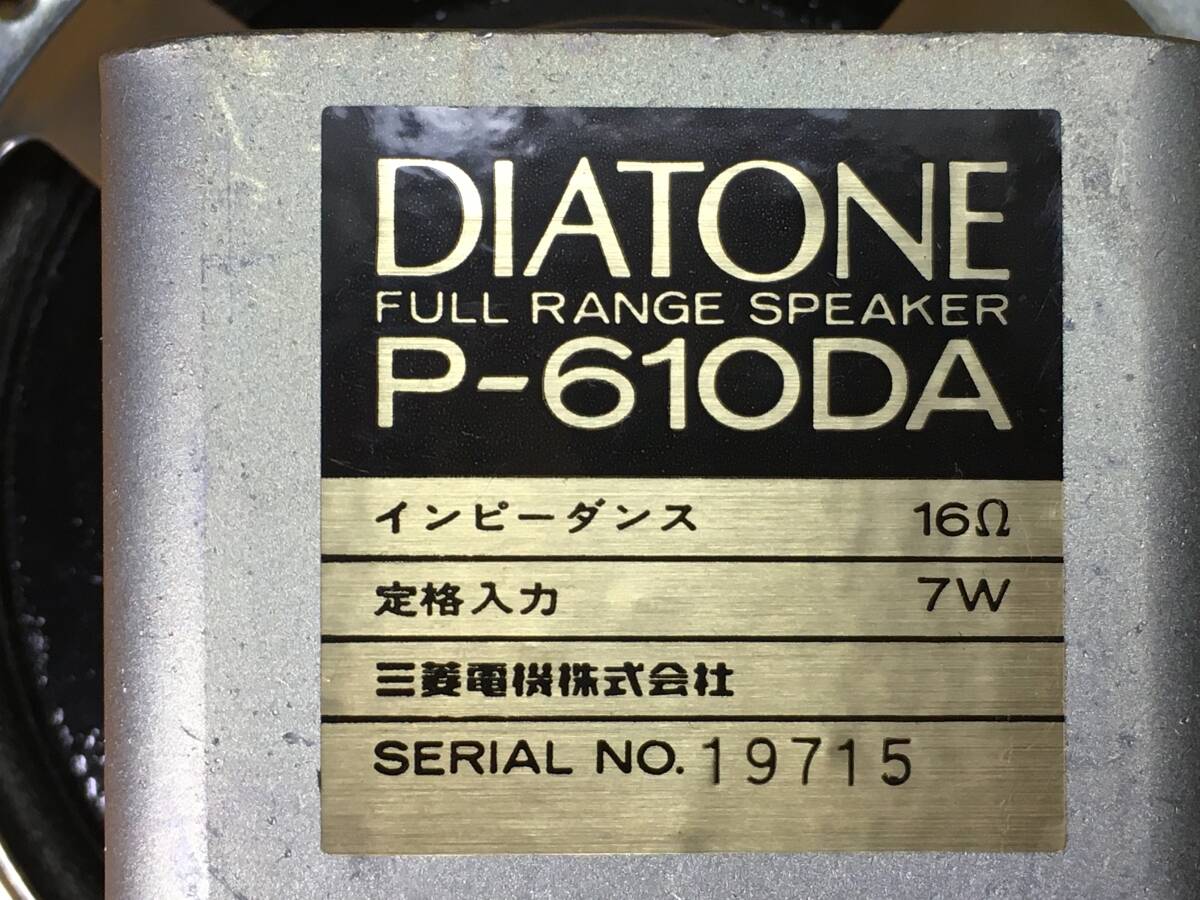 DIATONE
FULL RANGE SPEAKER
P-610DA
インピーダンス 16Ω
定格入力 7W
三菱電機株式会社
SERIAL NO. 19715